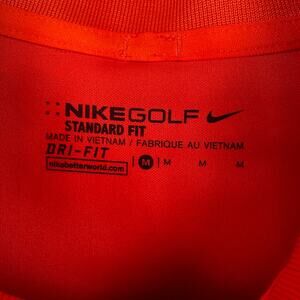 NIKEGOLF
STANDARD FIT
MADE IN VIETNAM / FABRIQUE AU VIETNAM
DRI-FIT
nikebetterworld.com
M M M M